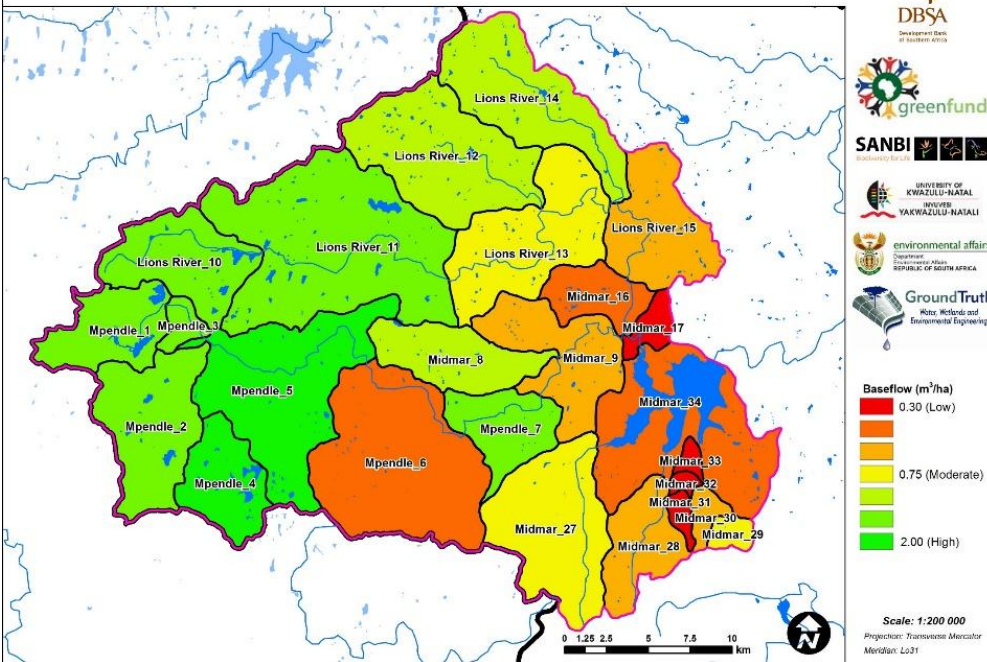 Lions River_14
Lions River_12
Lions River_15
Lions River_11
Lions River_13
Lions River_10
Midmar_16
Mpendle_1
Mpendle_3
Midmar_17
Midmar_8
Midmar_9
Mpendle_5
Midmar_34
Mpendle_2
Mpendle_7
Mpendle_6
Midmar_33
Mpendle_4
Midmar_32
Midmar_31
Midmar_30
Midmar_27
Midmar_29
Midmar_28
0 1.25 2.5 5 7.5 10
km
N
DBSA
Development Bank
of Southern Africa
greenfund
SANBI
Biodiversity for Life
UNIVERSITY OF
KWAZULU-NATAL
INYUVESI
YAKWAZULU-NATALI
environmental affairs
Department:
Environmental Affairs
REPUBLIC OF SOUTH AFRICA
GroundTruth
Water, Wetlands and
Environmental Engineering
Baseflow (m³/ha)
0.30 (Low)
0.75 (Moderate)
2.00 (High)
Scale: 1:200 000
Projection: Transverse Mercator
Meridian: Lo31